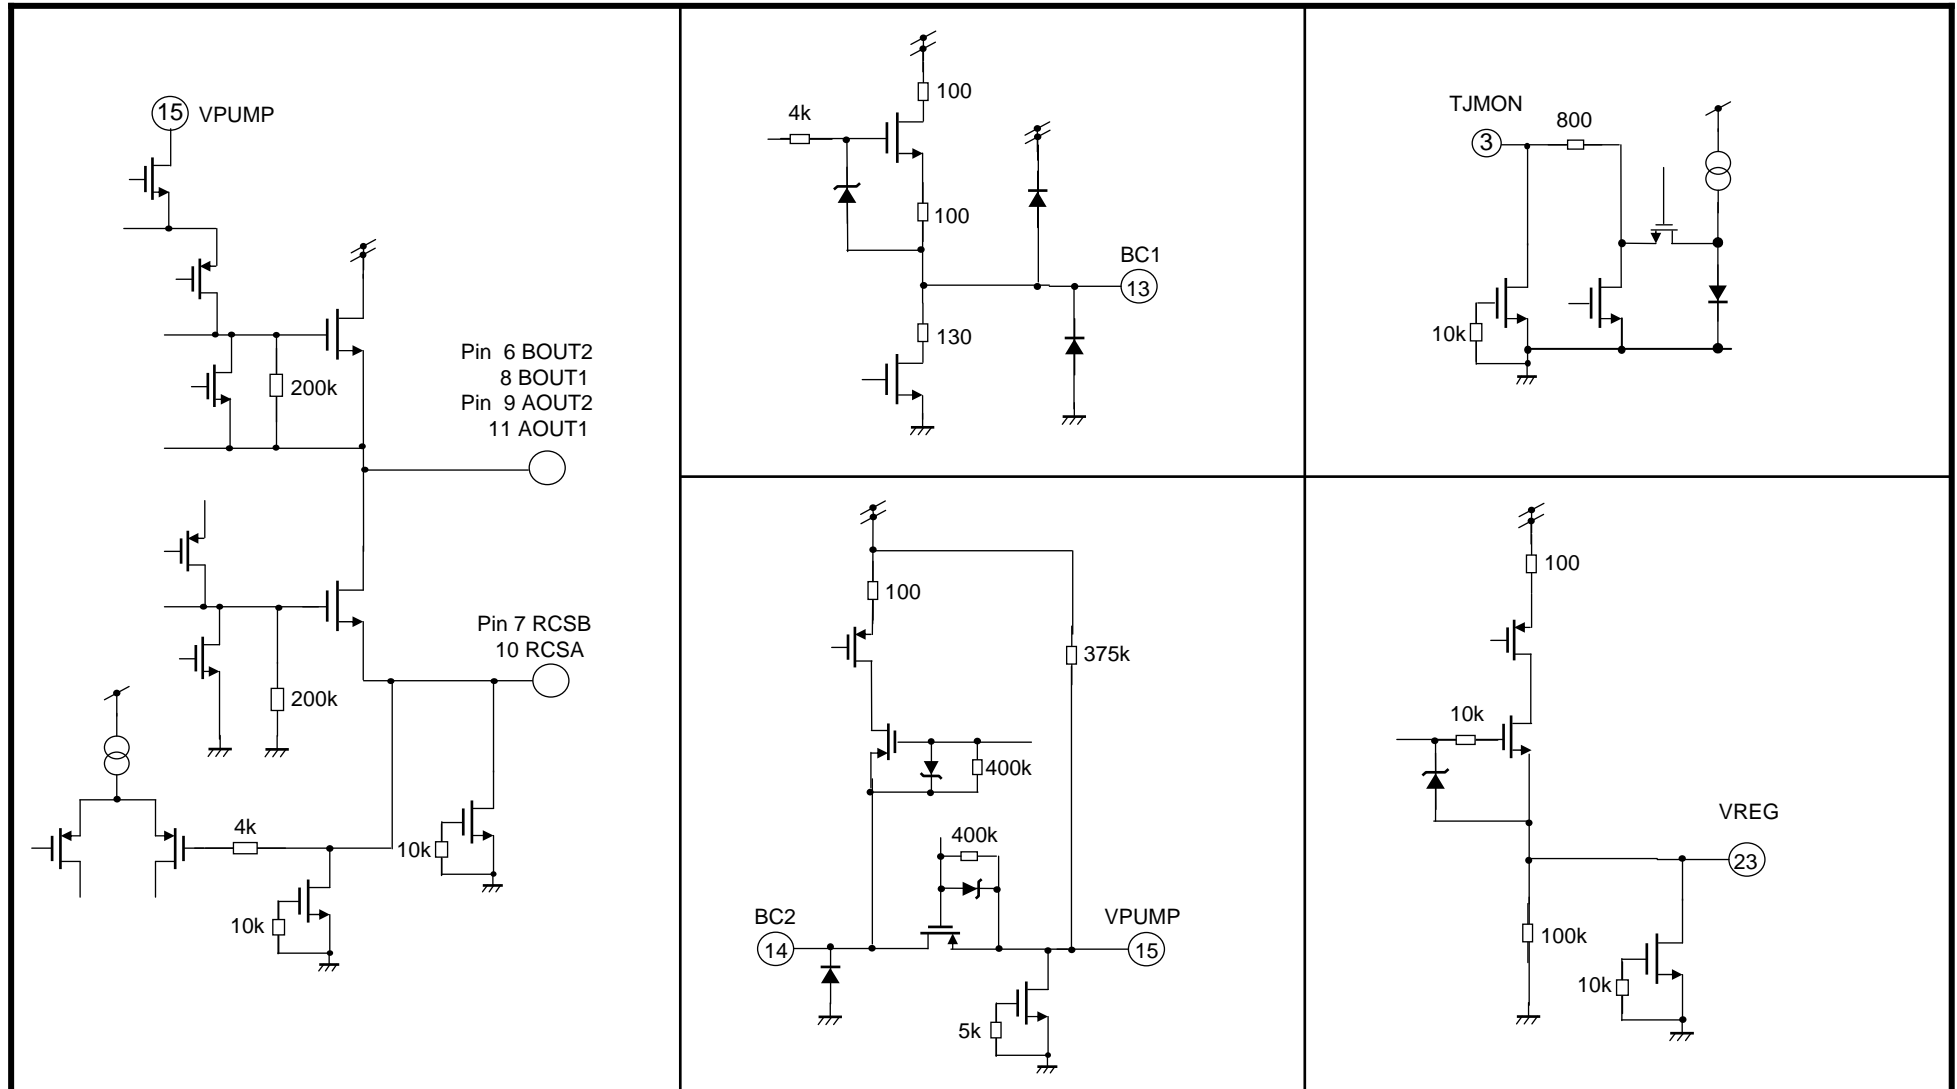 15 VPUMP
200k
Pin 6 BOUT2
8 BOUT1
Pin 9 AOUT2
11 AOUT1
Pin 7 RCSB
10 RCSA
200k
4k
10k
10k
100
4k
100
BC1
13
130
TJMON
3
800
10k
100
375k
400k
400k
BC2
14
VPUMP
15
5k
100
10k
VREG
23
100k
10k